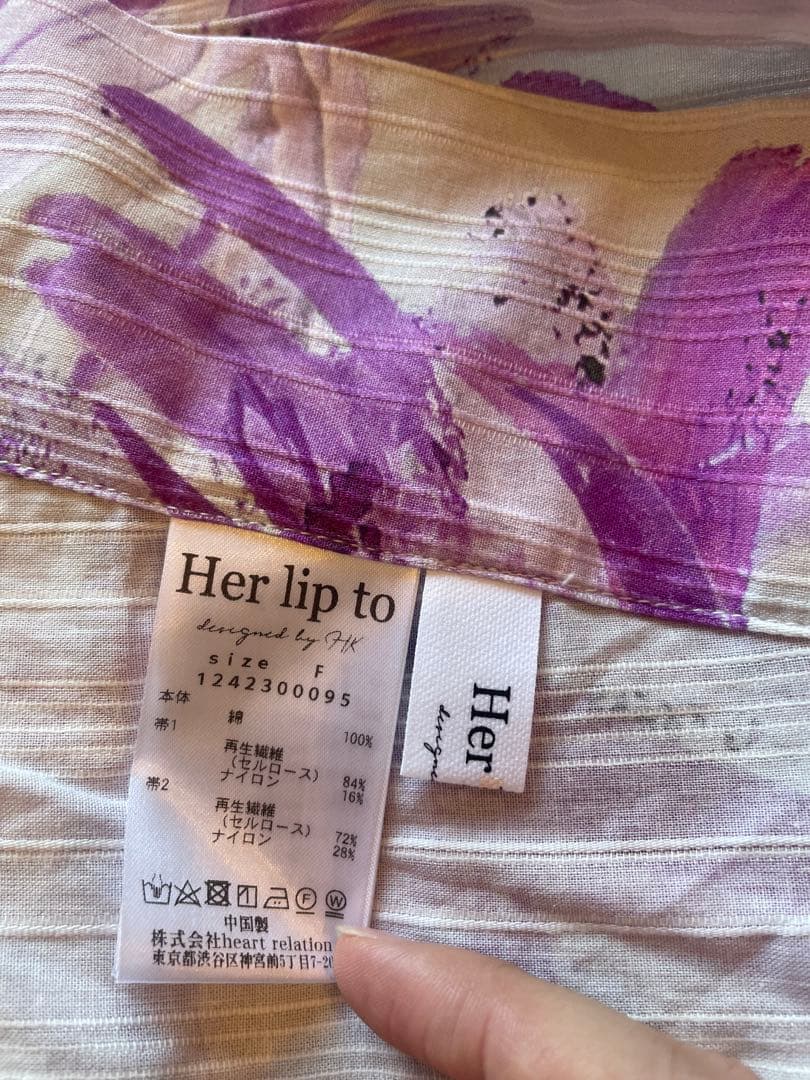 Her lip to
designed by HK
size F
1242300095
本体 綿 100%
帯1 再生繊維
(セルロース) 84%
ナイロン 16%
帯2 再生繊維
(セルロース) 72%
ナイロン 28%
F W
中国製
株式会社heart relation
東京都渋谷区神宮前5丁目7-20
Her
designe